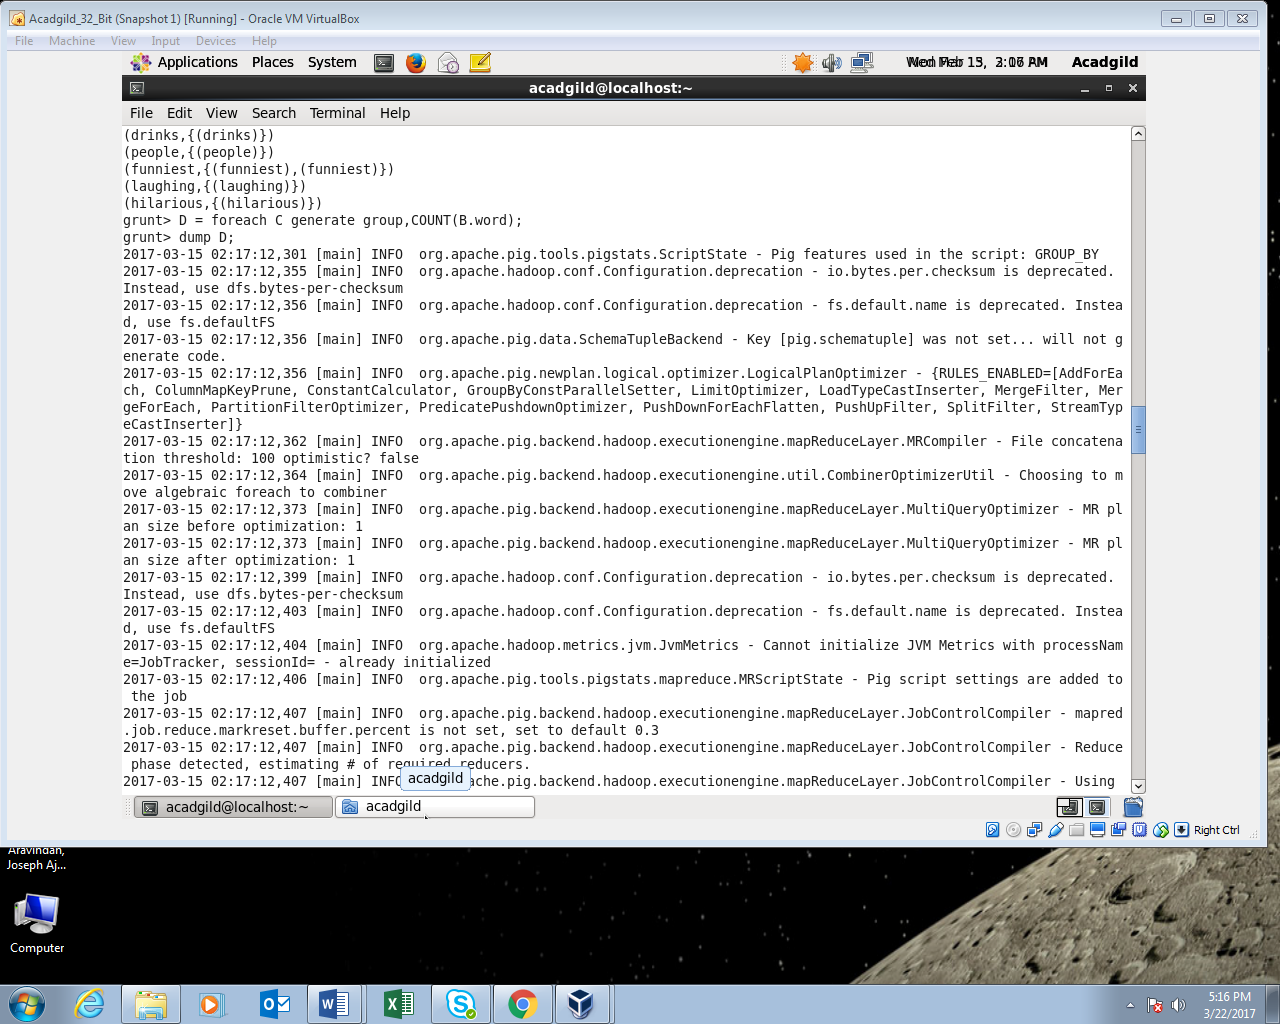 Acadgild_32_Bit (Snapshot 1) [Running] - Oracle VM VirtualBox
File Machine View Input Devices Help
Applications Places System Acadgild
acadgild@localhost:~
File Edit View Search Terminal Help
(drinks,{(drinks)})
(people,{(people)})
(funniest,{(funniest),(funniest)})
(laughing,{(laughing)})
(hilarious,{(hilarious)})
grunt> D = foreach C generate group,COUNT(B.word);
grunt> dump D;
2017-03-15 02:17:12,301 [main] INFO  org.apache.pig.tools.pigstats.ScriptState - Pig features used in the script: GROUP_BY
2017-03-15 02:17:12,355 [main] INFO  org.apache.hadoop.conf.Configuration.deprecation - io.bytes.per.checksum is deprecated.
Instead, use dfs.bytes-per-checksum
2017-03-15 02:17:12,356 [main] INFO  org.apache.hadoop.conf.Configuration.deprecation - fs.default.name is deprecated. Instea
d, use fs.defaultFS
2017-03-15 02:17:12,356 [main] INFO  org.apache.pig.data.SchemaTupleBackend - Key [pig.schematuple] was not set... will not g
enerate code.
2017-03-15 02:17:12,356 [main] INFO  org.apache.pig.newplan.logical.optimizer.LogicalPlanOptimizer - {RULES_ENABLED=[AddForEa
ch, ColumnMapKeyPrune, ConstantCalculator, GroupByConstParallelSetter, LimitOptimizer, LoadTypeCastInserter, MergeFilter, Mer
geForEach, PartitionFilterOptimizer, PredicatePushdownOptimizer, PushDownForEachFlatten, PushUpFilter, SplitFilter, StreamTyp
eCastInserter]}
2017-03-15 02:17:12,362 [main] INFO  org.apache.pig.backend.hadoop.executionengine.mapReduceLayer.MRCompiler - File concatena
tion threshold: 100 optimistic? false
2017-03-15 02:17:12,364 [main] INFO  org.apache.pig.backend.hadoop.executionengine.util.CombinerOptimizerUtil - Choosing to m
ove algebraic foreach to combiner
2017-03-15 02:17:12,373 [main] INFO  org.apache.pig.backend.hadoop.executionengine.mapReduceLayer.MultiQueryOptimizer - MR pl
an size before optimization: 1
2017-03-15 02:17:12,373 [main] INFO  org.apache.pig.backend.hadoop.executionengine.mapReduceLayer.MultiQueryOptimizer - MR pl
an size after optimization: 1
2017-03-15 02:17:12,399 [main] INFO  org.apache.hadoop.conf.Configuration.deprecation - io.bytes.per.checksum is deprecated.
Instead, use dfs.bytes-per-checksum
2017-03-15 02:17:12,403 [main] INFO  org.apache.hadoop.conf.Configuration.deprecation - fs.default.name is deprecated. Instea
d, use fs.defaultFS
2017-03-15 02:17:12,404 [main] INFO  org.apache.hadoop.metrics.jvm.JvmMetrics - Cannot initialize JVM Metrics with processNam
e=JobTracker, sessionId= - already initialized
2017-03-15 02:17:12,406 [main] INFO  org.apache.pig.tools.pigstats.mapreduce.MRScriptState - Pig script settings are added to
 the job
2017-03-15 02:17:12,407 [main] INFO  org.apache.pig.backend.hadoop.executionengine.mapReduceLayer.JobControlCompiler - mapred
.job.reduce.markreset.buffer.percent is not set, set to default 0.3
2017-03-15 02:17:12,407 [main] INFO  org.apache.pig.backend.hadoop.executionengine.mapReduceLayer.JobControlCompiler - Reduce
 phase detected, estimating # of required reducers.
2017-03-15 02:17:12,407 [main] ache.pig.backend.hadoop.executionengine.mapReduceLayer.JobControlCompiler - Using
acadgild
acadgild@localhost:~ acadgild
Right Ctrl
Aravindan,
Joseph Aj...
Computer
5:16 PM
3/22/2017